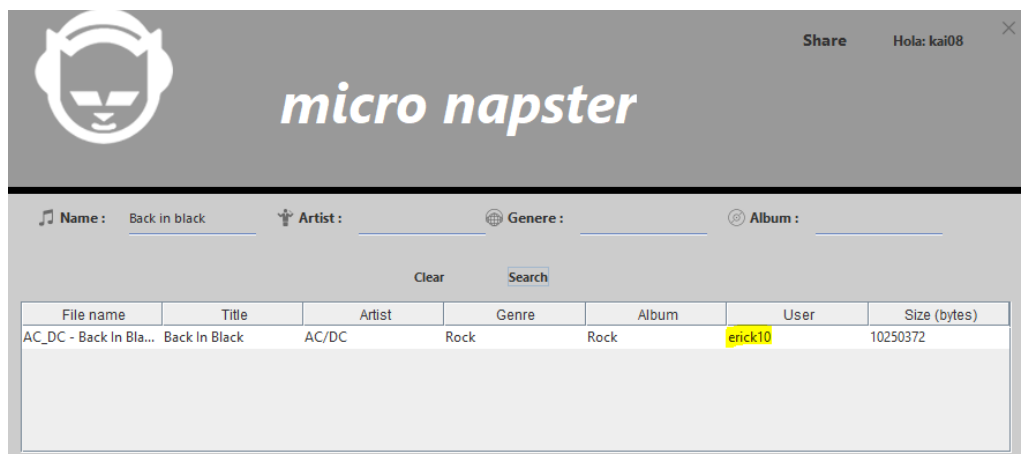 Share Hola: kai08
micro napster
Name : Back in black Artist : Genere : Album :
Clear Search
File name Title Artist Genre Album User Size (bytes)
AC_DC - Back In Bla... Back In Black AC/DC Rock Rock erick10 10250372